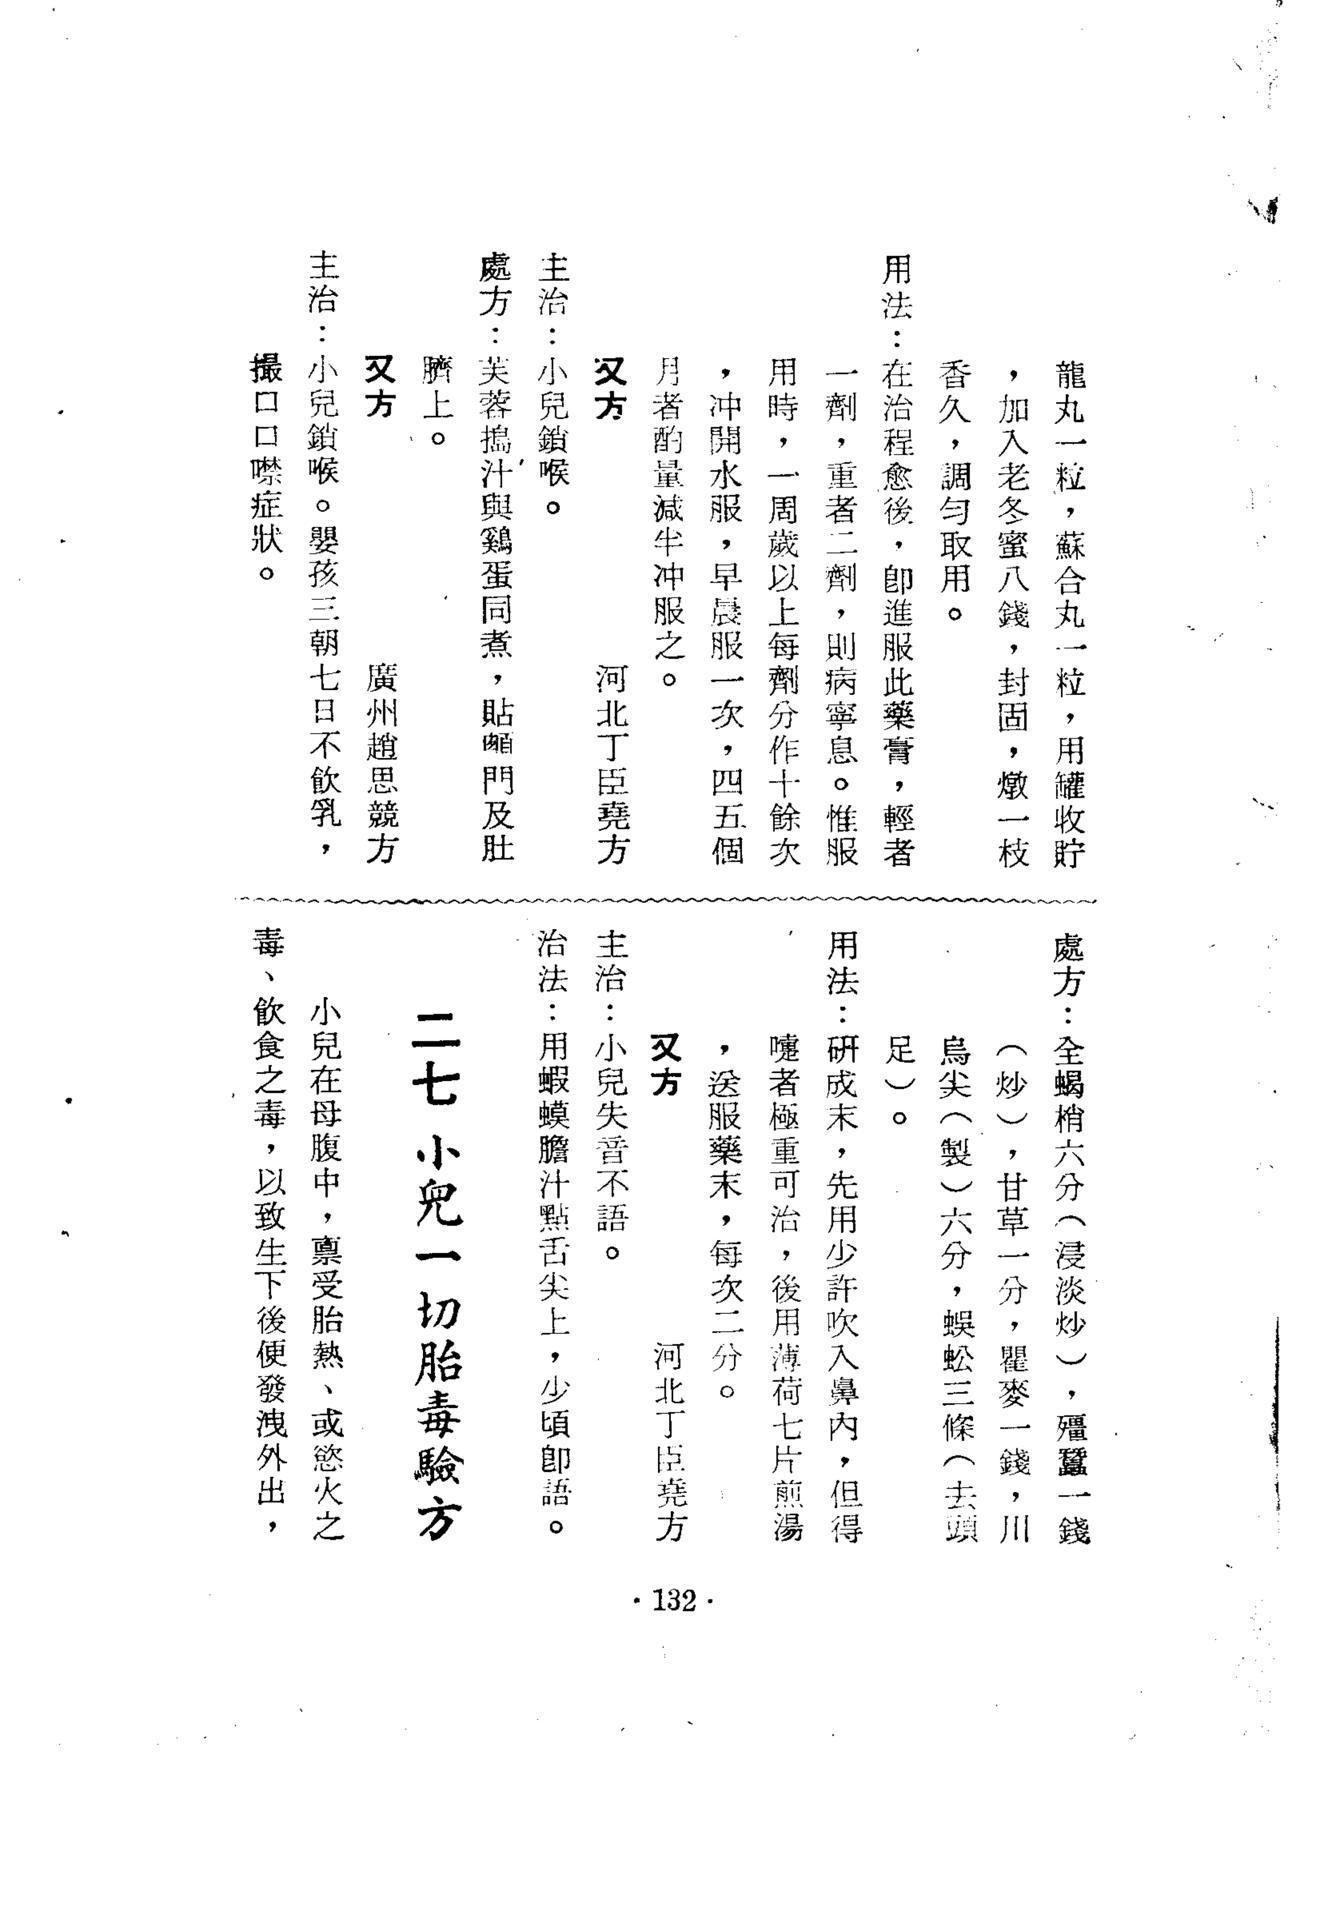 龍丸一粒，蘇合丸一粒，用罐收貯
，加入老冬蜜八錢，封固，燉一枝
香久，調勻取用。
用法：在治程愈後，卽進服此藥膏，輕者
一劑，重者二劑，則病寧息。惟服
用時，一周歲以上每劑分作十餘次
，冲開水服，早晨服一次，四五個
月者酌量減半冲服之。
又方　河北丁臣堯方
主治：小兒鎖喉。
處方：芙蓉搗汁與鷄蛋同煮，貼顖門及肚
臍上。
又方　廣州趙思競方
主治：小兒鎖喉。嬰孩三朝七日不飲乳，
撮口口噤症狀。
處方：全蝎梢六分（浸淡炒），殭蠶一錢
（炒），甘草一分，瞿麥一錢，川
烏尖（製）六分，蜈蚣三條（去頭
足）。
用法：研成末，先用少許吹入鼻內，但得
嚏者極重可治，後用薄荷七片煎湯
，送服藥末，每次二分。
又方　河北丁臣堯方
主治：小兒失音不語。
治法：用蝦蟆膽汁點舌尖上，少頃卽語。
二七 小兒一切胎毒驗方
小兒在母腹中，禀受胎熱、或慾火之
毒、飲食之毒，以致生下後便發洩外出，
·132·